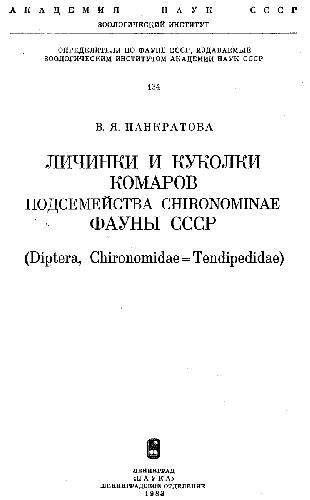 АКАДЕМИЯ НАУК СССР
ЗООЛОГИЧЕСКИЙ ИНСТИТУТ
ОПРЕДЕЛИТЕЛИ ПО ФАУНЕ СССР, ИЗДАВАЕМЫЕ
ЗООЛОГИЧЕСКИМ ИНСТИТУТОМ АКАДЕМИИ НАУК СССР
134
В. Я. ПАНКРАТОВА
ЛИЧИНКИ И КУКОЛКИ
КОМАРОВ
ПОДСЕМЕЙСТВА CHIRONOMINAE
ФАУНЫ СССР
(Diptera, Chironomidae=Tendipedidae)
ЛЕНИНГРАД
«НАУКА»
ЛЕНИНГРАДСКОЕ ОТДЕЛЕНИЕ
1983